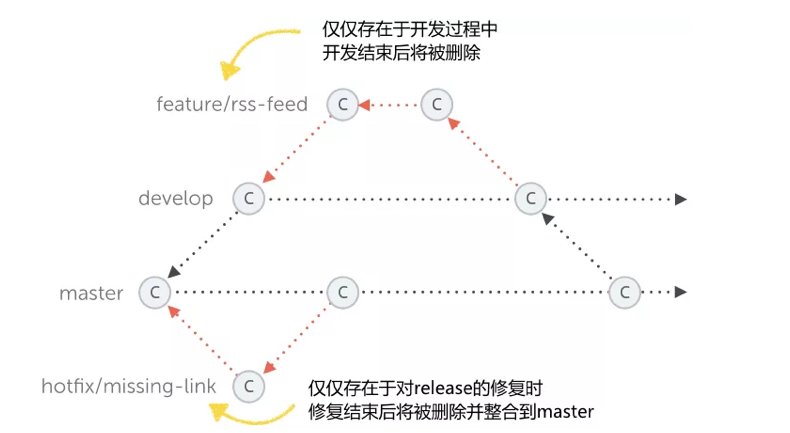 仅仅存在于开发过程中
开发结束后将被删除
feature/rss-feed
C
C
develop
C
C
master
C
C
C
hotfix/missing-link
C
仅仅存在于对release的修复时
修复结束后将被删除并整合到master